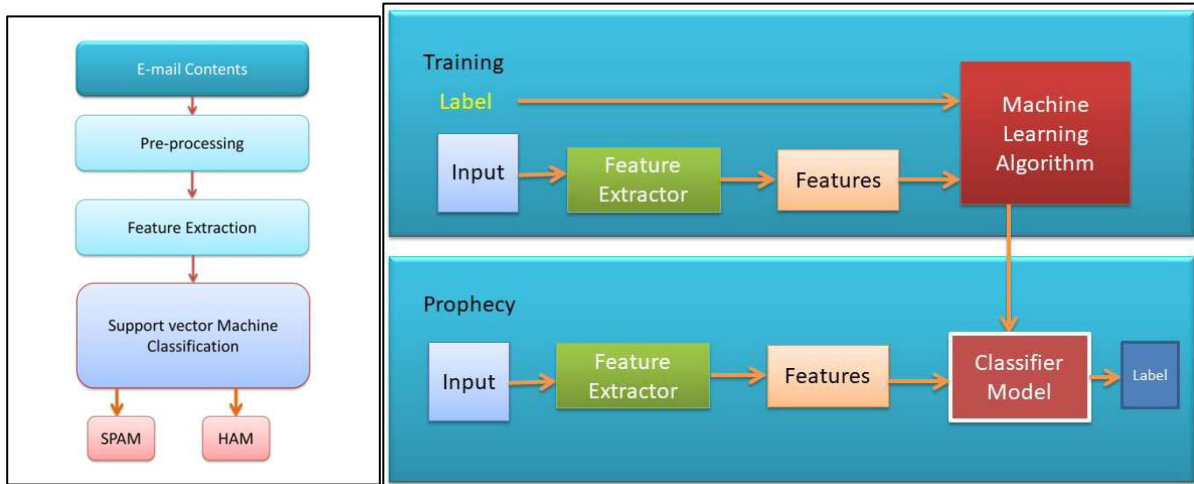 E-mail Contents
Pre-processing
Feature Extraction
Support vector Machine
Classification
SPAM
HAM
Training
Label
Input
Feature
Extractor
Features
Machine
Learning
Algorithm
Prophecy
Input
Feature
Extractor
Features
Classifier
Model
Label